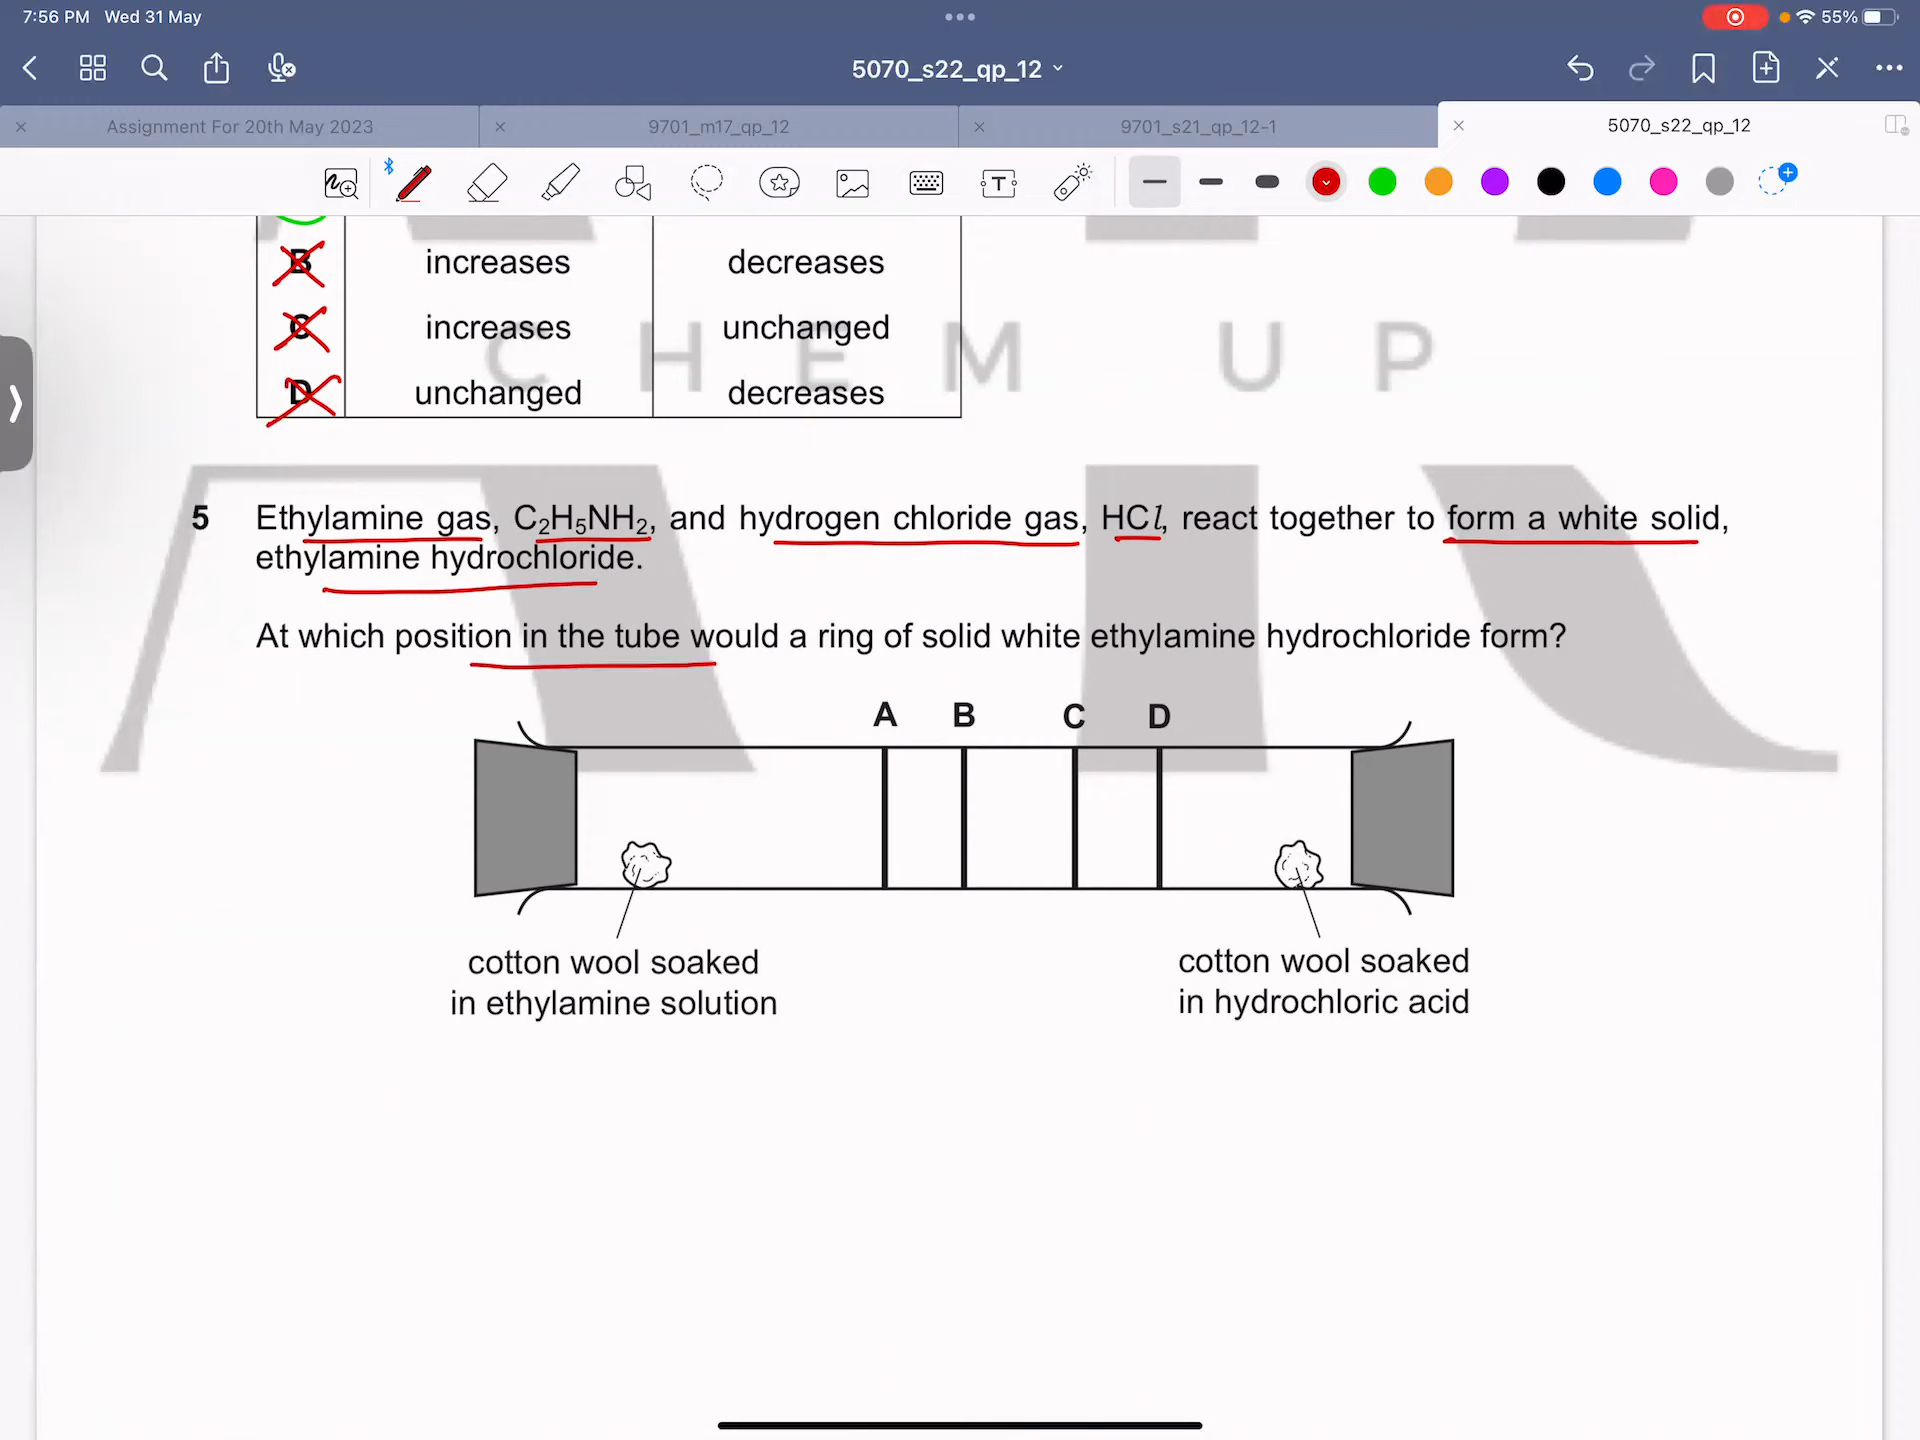 7:56 PM Wed 31 May
55%
5070_s22_qp_12
Assignment For 20th May 2023
9701_m17_qp_12
9701_s21_qp_12-1
5070_s22_qp_12
T
B increases decreases
C increases unchanged
D unchanged decreases
CHEM UP
5 Ethylamine gas, C₂H₅NH₂, and hydrogen chloride gas, HCl, react together to form a white solid,
ethylamine hydrochloride.
At which position in the tube would a ring of solid white ethylamine hydrochloride form?
A B C D
cotton wool soaked
in ethylamine solution
cotton wool soaked
in hydrochloric acid